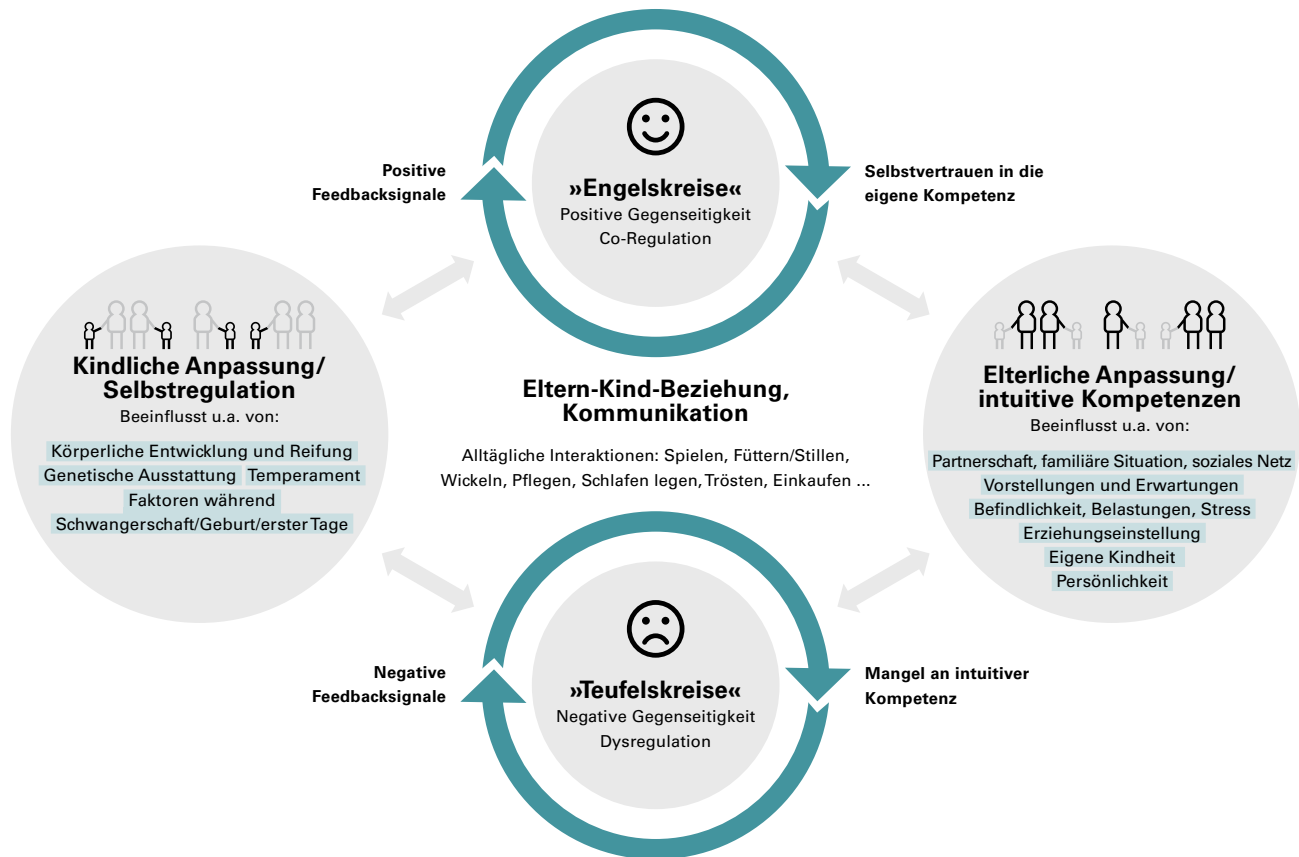 »Engelskreise«
Positive Gegenseitigkeit
Co-Regulation
Positive
Feedbacksignale
Selbstvertrauen in die
eigene Kompetenz
Kindliche Anpassung/
Selbstregulation
Beeinflusst u.a. von:
Körperliche Entwicklung und Reifung
Genetische Ausstattung Temperament
Faktoren während
Schwangerschaft/Geburt/erster Tage
Eltern-Kind-Beziehung,
Kommunikation
Alltägliche Interaktionen: Spielen, Füttern/Stillen,
Wickeln, Pflegen, Schlafen legen, Trösten, Einkaufen ...
Elterliche Anpassung/
intuitive Kompetenzen
Beeinflusst u.a. von:
Partnerschaft, familiäre Situation, soziales Netz
Vorstellungen und Erwartungen
Befindlichkeit, Belastungen, Stress
Erziehungseinstellung
Eigene Kindheit
Persönlichkeit
Negative
Feedbacksignale
»Teufelskreise«
Negative Gegenseitigkeit
Dysregulation
Mangel an intuitiver
Kompetenz